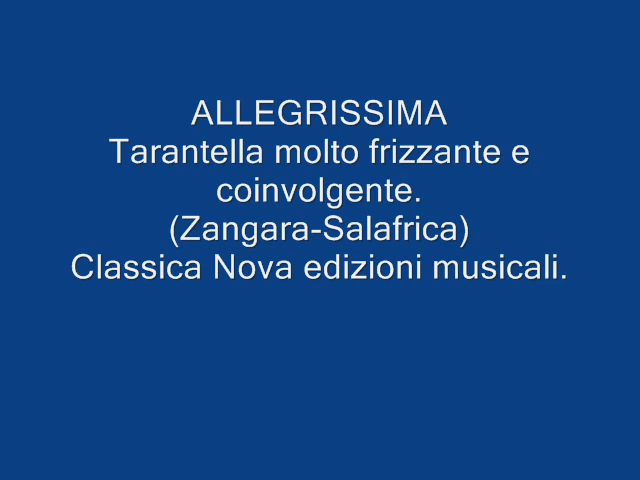 ALLEGRISSIMA
Tarantella molto frizzante e
coinvolgente.
(Zangara-Salafrica)
Classica Nova edizioni musicali.